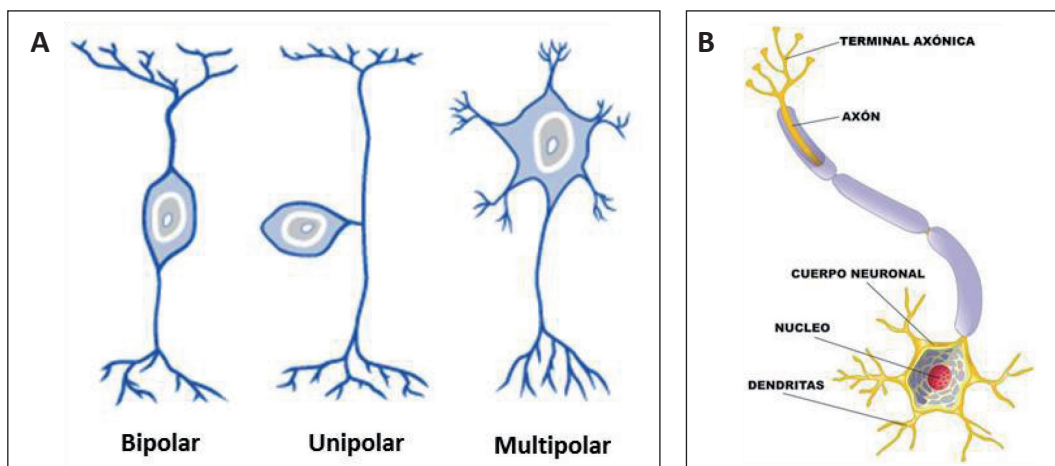 A
Bipolar
Unipolar
Multipolar
B
TERMINAL AXÓNICA
AXÓN
CUERPO NEURONAL
NUCLEO
DENDRITAS